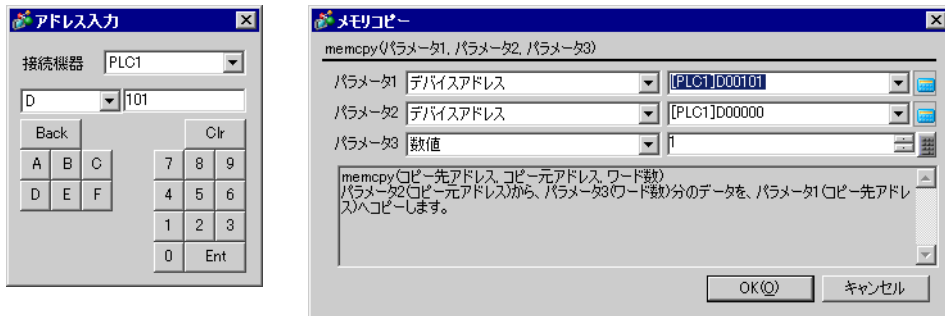 アドレス入力
接続機器 PLC1
D 101
Back Clr
A B C 7 8 9
D E F 4 5 6
1 2 3
0 Ent
メモリコピー
memcpy(パラメータ1, パラメータ2, パラメータ3)
パラメータ1 デバイスアドレス [PLC1]D00101
パラメータ2 デバイスアドレス [PLC1]D00000
パラメータ3 数値 1
memcpy(コピー先アドレス, コピー元アドレス, ワード数)
パラメータ2(コピー元アドレス)から、パラメータ3(ワード数)分のデータを、パラメータ1(コピー先アドレ
ス)へコピーします。
OK(O) キャンセル